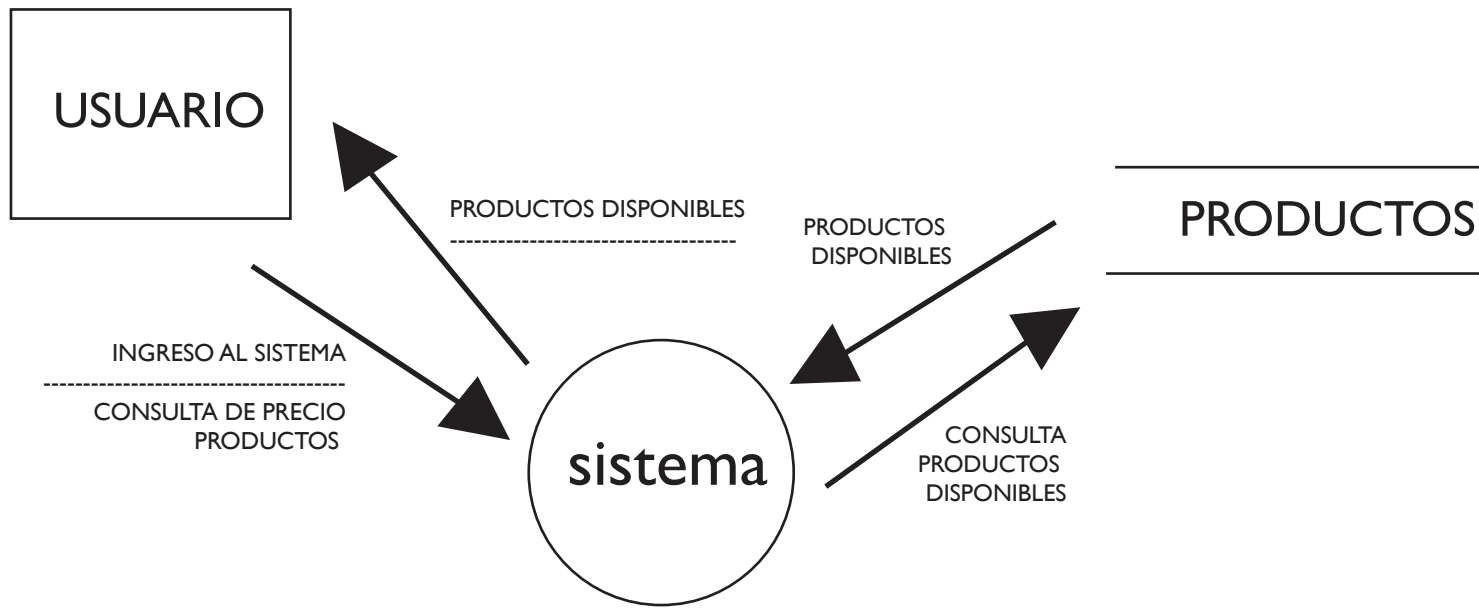 USUARIO
PRODUCTOS DISPONIBLES
PRODUCTOS
DISPONIBLES
PRODUCTOS
INGRESO AL SISTEMA
CONSULTA DE PRECIO
PRODUCTOS
sistema
CONSULTA
PRODUCTOS
DISPONIBLES